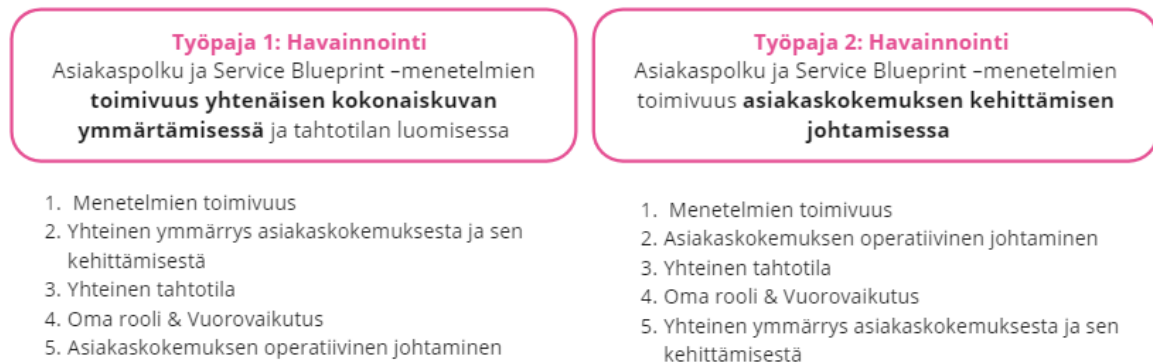 Työpaja 1: Havainnointi
Asiakaspolku ja Service Blueprint –menetelmien
toimivuus yhtenäisen kokonaiskuvan
ymmärtämisessä ja tahtotilan luomisessa
1. Menetelmien toimivuus
2. Yhteinen ymmärrys asiakaskokemuksesta ja sen
kehittämisestä
3. Yhteinen tahtotila
4. Oma rooli & Vuorovaikutus
5. Asiakaskokemuksen operatiivinen johtaminen
Työpaja 2: Havainnointi
Asiakaspolku ja Service Blueprint –menetelmien
toimivuus asiakaskokemuksen kehittämisen
johtamisessa
1. Menetelmien toimivuus
2. Asiakaskokemuksen operatiivinen johtaminen
3. Yhteinen tahtotila
4. Oma rooli & Vuorovaikutus
5. Yhteinen ymmärrys asiakaskokemuksesta ja sen
kehittämisestä